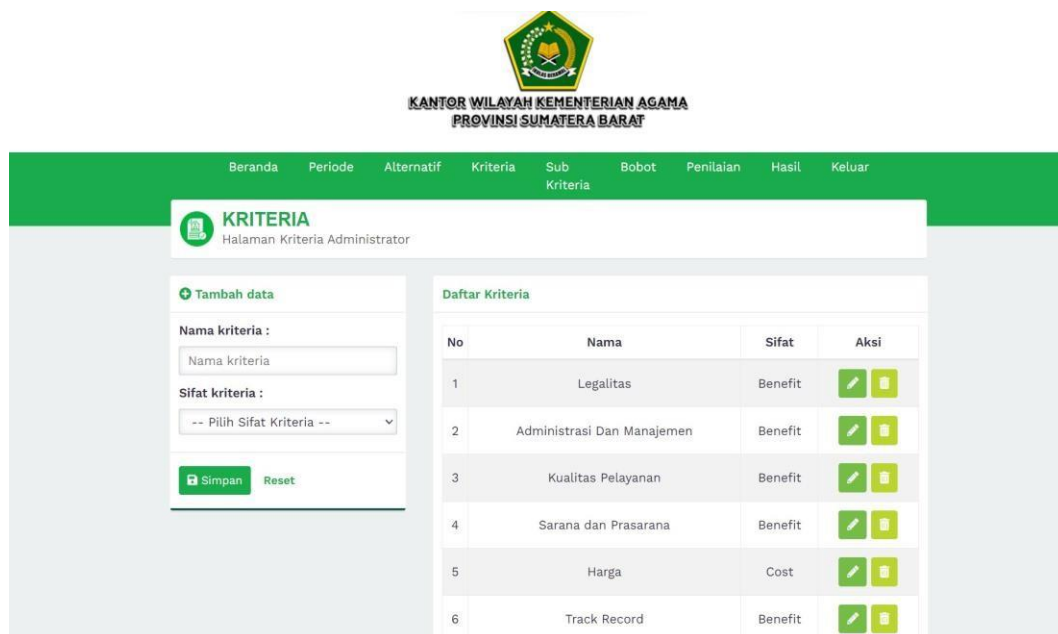 KANTOR WILAYAH KEMENTERIAN AGAMA
PROVINSI SUMATERA BARAT
Beranda Periode Alternatif Kriteria Sub Kriteria Bobot Penilaian Hasil Keluar
KRITERIA
Halaman Kriteria Administrator
Tambah data
Nama kriteria :
Nama kriteria
Sifat kriteria :
-- Pilih Sifat Kriteria --
Simpan Reset
Daftar Kriteria
No Nama Sifat Aksi
1 Legalitas Benefit
2 Administrasi Dan Manajemen Benefit
3 Kualitas Pelayanan Benefit
4 Sarana dan Prasarana Benefit
5 Harga Cost
6 Track Record Benefit